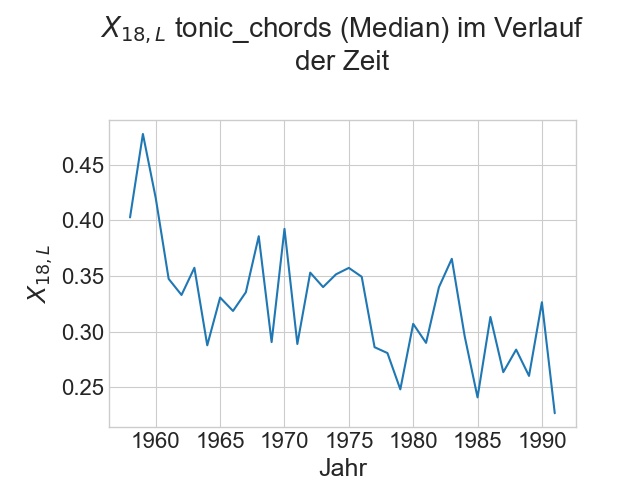 X18, L tonic_chords (Median) im Verlauf
der Zeit
0.45
0.40
0.35
0.30
0.25
X18, L
1960 1965 1970 1975 1980 1985 1990
Jahr